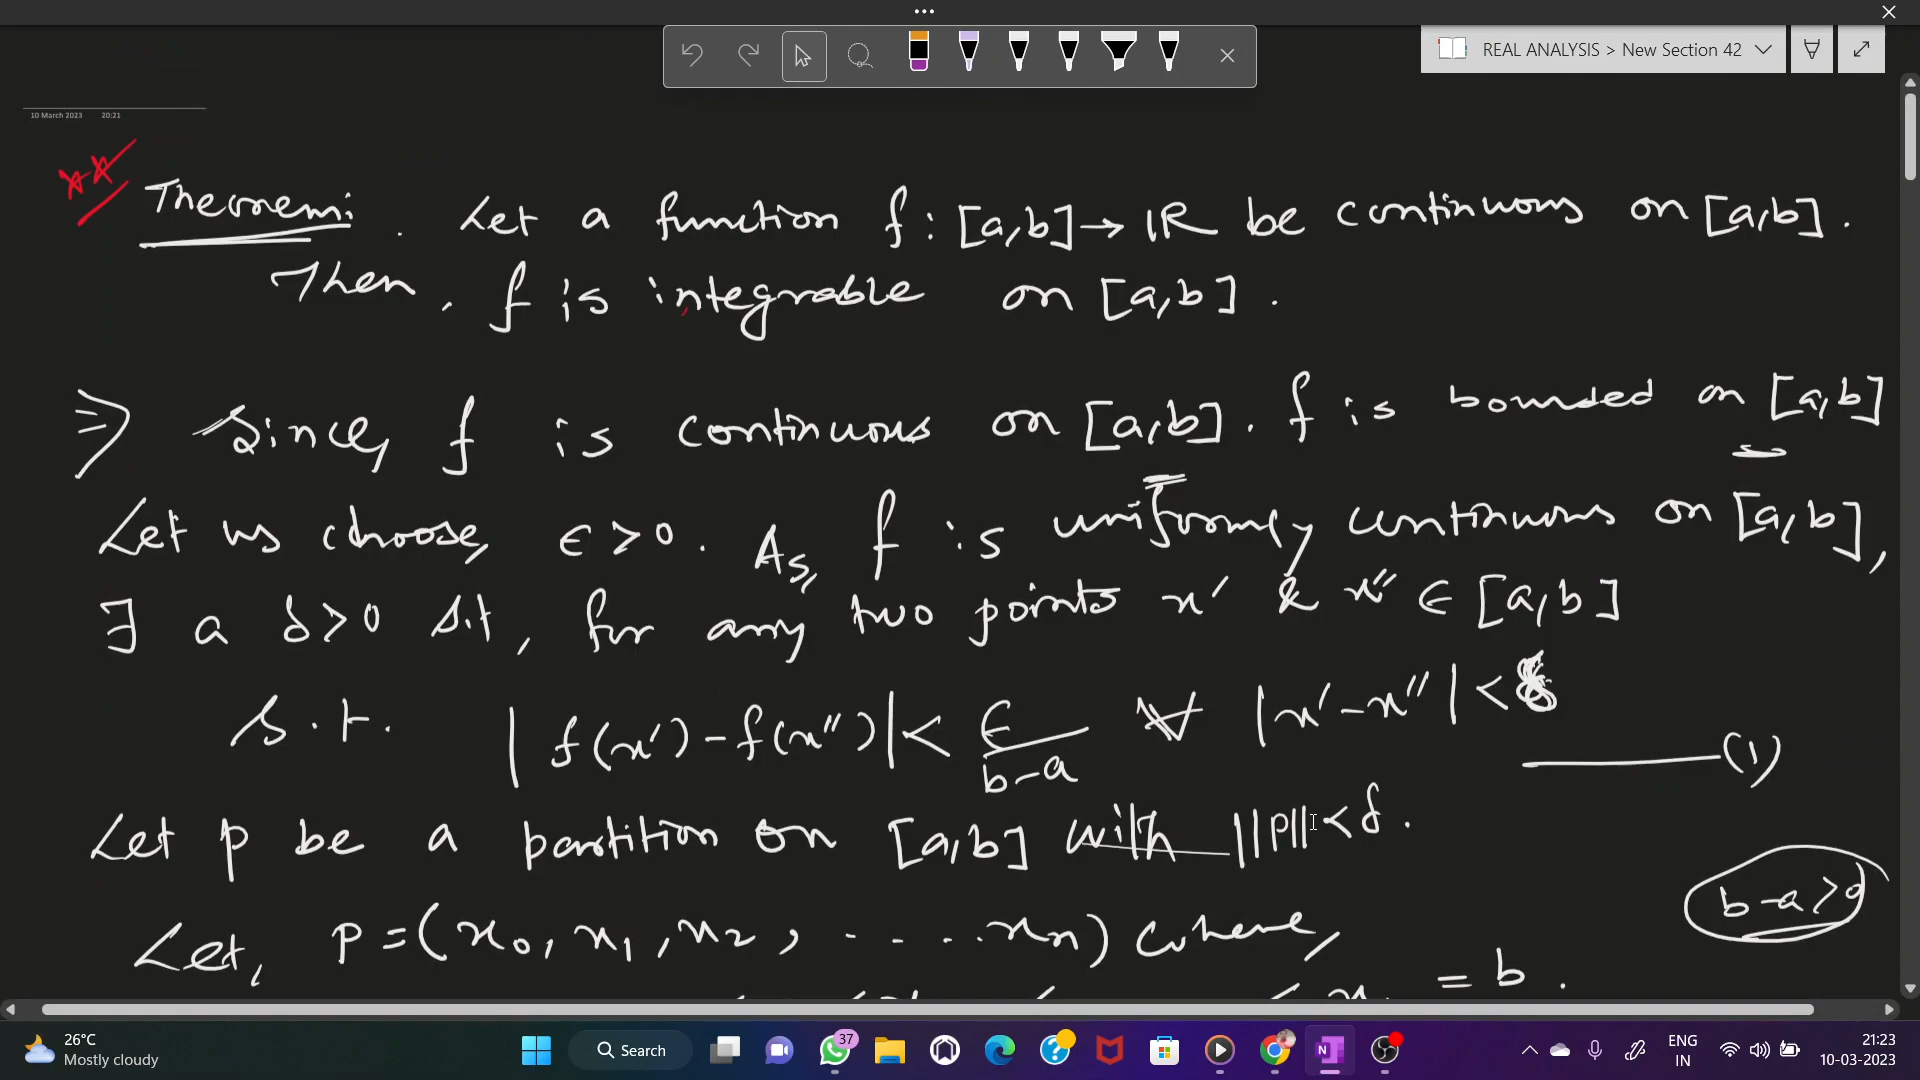 REAL ANALYSIS > New Section 42
10 March 2023 20:21
Theorem: Let a function f : [a,b] → IR be continuous on [a,b].
Then, f is integrable on [a,b].
⇒ Since, f is continuous on [a,b]. f is bounded on [a,b]
Let us choose, ϵ > 0. As, f is uniformly continuous on [a,b],
∃ a δ > 0 s.t, for any two points x' & x'' ∈ [a,b]
s.t. | f(x') - f(x'') | < ϵ/(b-a) ∀ |x' - x''| < δ
(1)
Let p be a partition on [a,b] with ||P|| < δ.
b-a > 0
Let, P = (x₀, x₁, x₂, ..... xₙ) where,
= b.
26°C
Mostly cloudy
Search
37
ENG
IN
21:23
10-03-2023